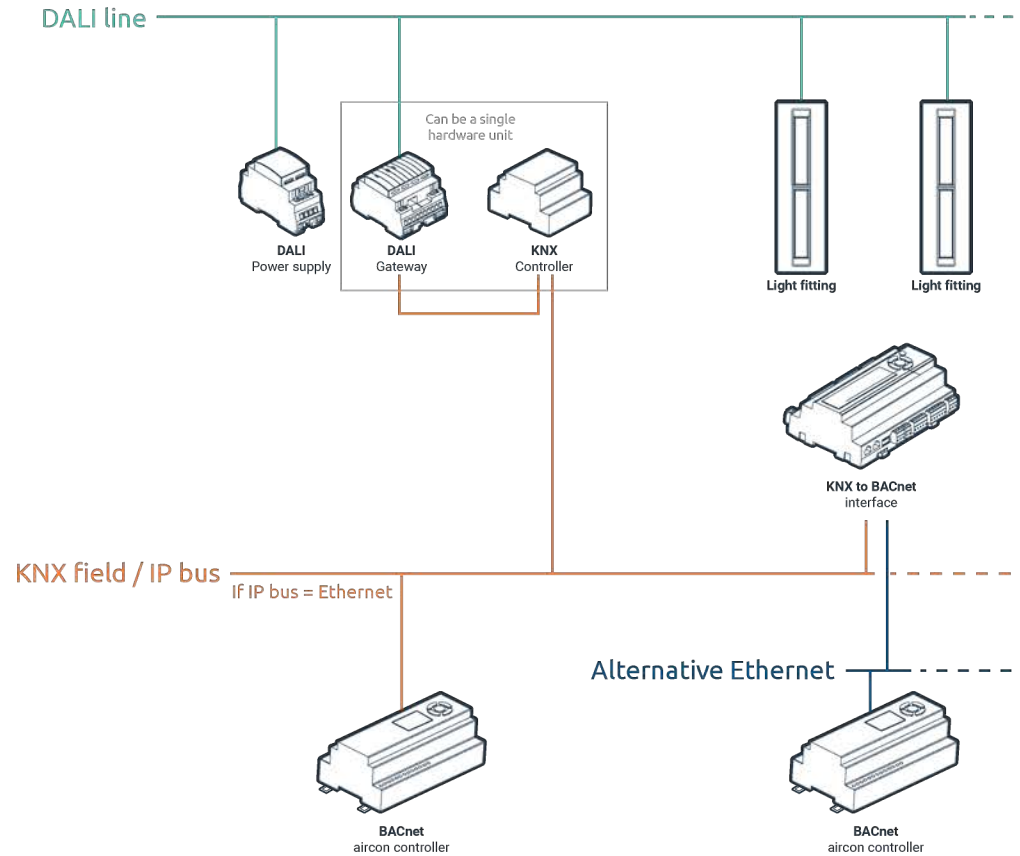 DALI line
Can be a single
hardware unit
DALI
Power supply
DALI
Gateway
KNX
Controller
Light fitting
Light fitting
KNX to BACnet
interface
KNX field / IP bus
If IP bus = Ethernet
Alternative Ethernet
BACnet
aircon controller
BACnet
aircon controller